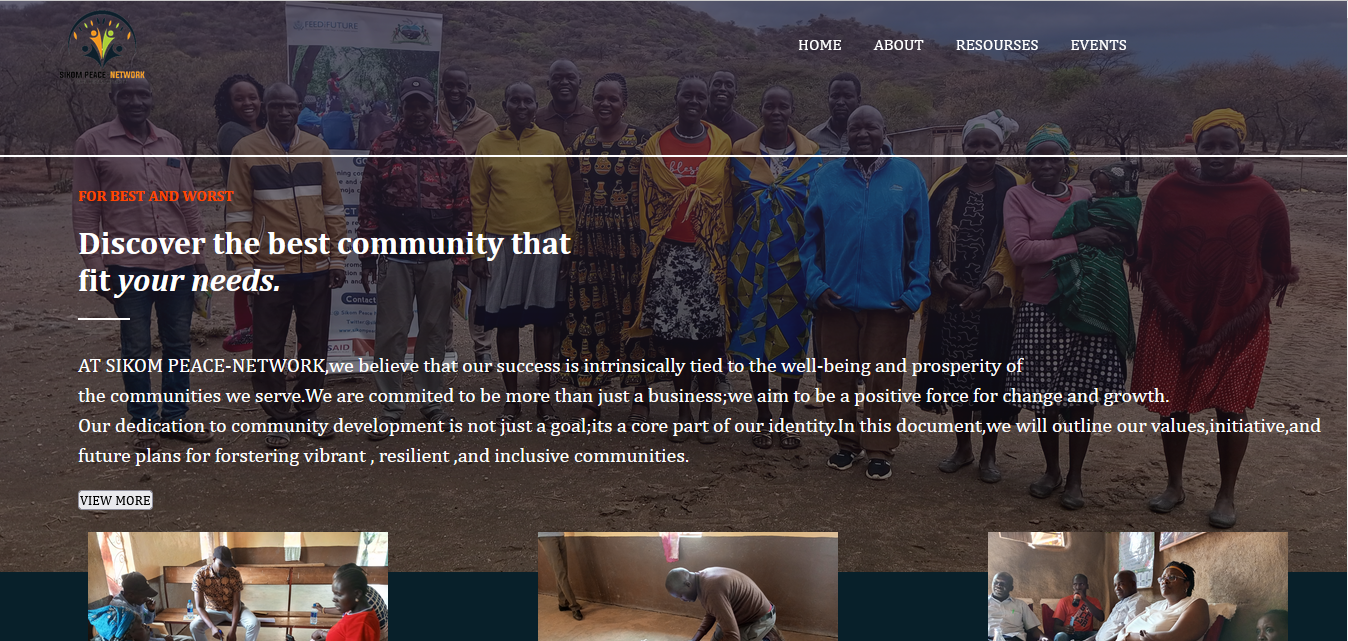 FEED THE FUTURE
SIKOM PEACE NETWORK
HOME
ABOUT
RESOURSES
EVENTS
FOR BEST AND WORST
Discover the best community that
fit your needs.
AT SIKOM PEACE-NETWORK,we believe that our success is intrinsically tied to the well-being and prosperity of
the communities we serve.We are commited to be more than just a business;we aim to be a positive force for change and growth.
Our dedication to community development is not just a goal;its a core part of our identity.In this document,we will outline our values,initiative,and
future plans for forstering vibrant , resilient ,and inclusive communities.
VIEW MORE